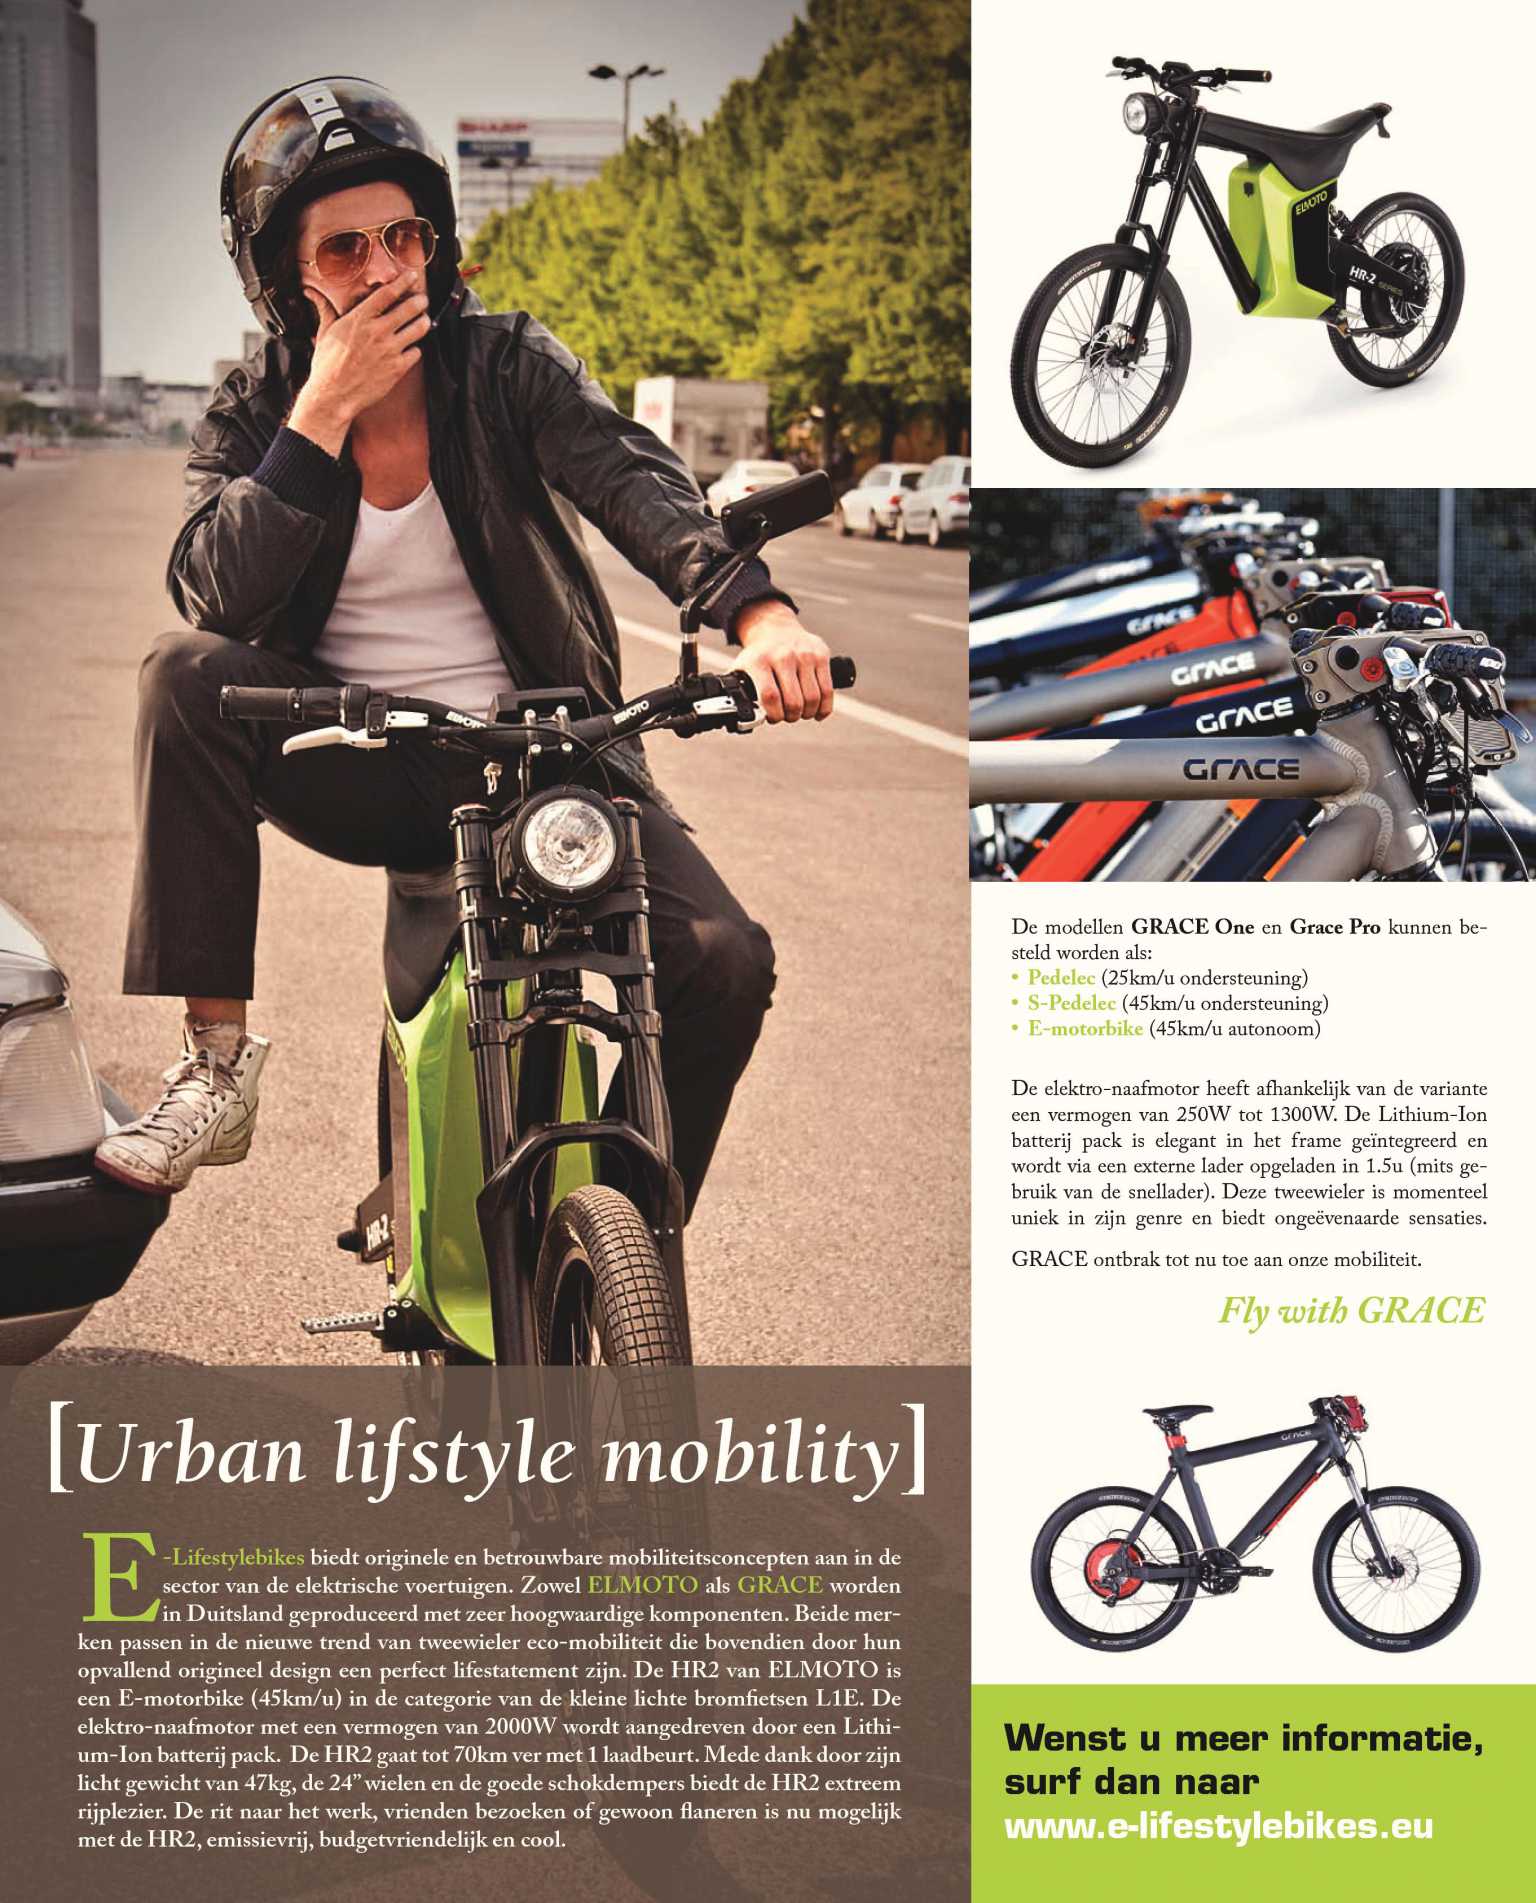 SHARP
ELMOTO
ELMOTO
HR-2
[Urban lifstyle mobility]
E-Lifestylebikes biedt originele en betrouwbare mobiliteitsconcepten aan in de
sector van de elektrische voertuigen. Zowel ELMOTO als GRACE worden
in Duitsland geproduceerd met zeer hoogwaardige komponenten. Beide mer-
ken passen in de nieuwe trend van tweewieler eco-mobiliteit die bovendien door hun
opvallend origineel design een perfect lifestatement zijn. De HR2 van ELMOTO is
een E-motorbike (45km/u) in de categorie van de kleine lichte bromfietsen L1E. De
elektro-naafmotor met een vermogen van 2000W wordt aangedreven door een Lithi-
um-Ion batterij pack. De HR2 gaat tot 70km ver met 1 laadbeurt. Mede dank door zijn
licht gewicht van 47kg, de 24” wielen en de goede schokdempers biedt de HR2 extreem
rijplezier. De rit naar het werk, vrienden bezoeken of gewoon flaneren is nu mogelijk
met de HR2, emissievrij, budgetvriendelijk en cool.
ELMOTO
HR-2 SERIES
GRACE
GRACE
GRACE
GRACE
De modellen GRACE One en Grace Pro kunnen be-
steld worden als:
• Pedelec (25km/u ondersteuning)
• S-Pedelec (45km/u ondersteuning)
• E-motorbike (45km/u autonoom)
De elektro-naafmotor heeft afhankelijk van de variante
een vermogen van 250W tot 1300W. De Lithium-Ion
batterij pack is elegant in het frame geïntegreerd en
wordt via een externe lader opgeladen in 1.5u (mits ge-
bruik van de snellader). Deze tweewieler is momenteel
uniek in zijn genre en biedt ongeëvenaarde sensaties.
GRACE ontbrak tot nu toe aan onze mobiliteit.
Fly with GRACE
GRACE
Wenst u meer informatie,
surf dan naar
www.e-lifestylebikes.eu